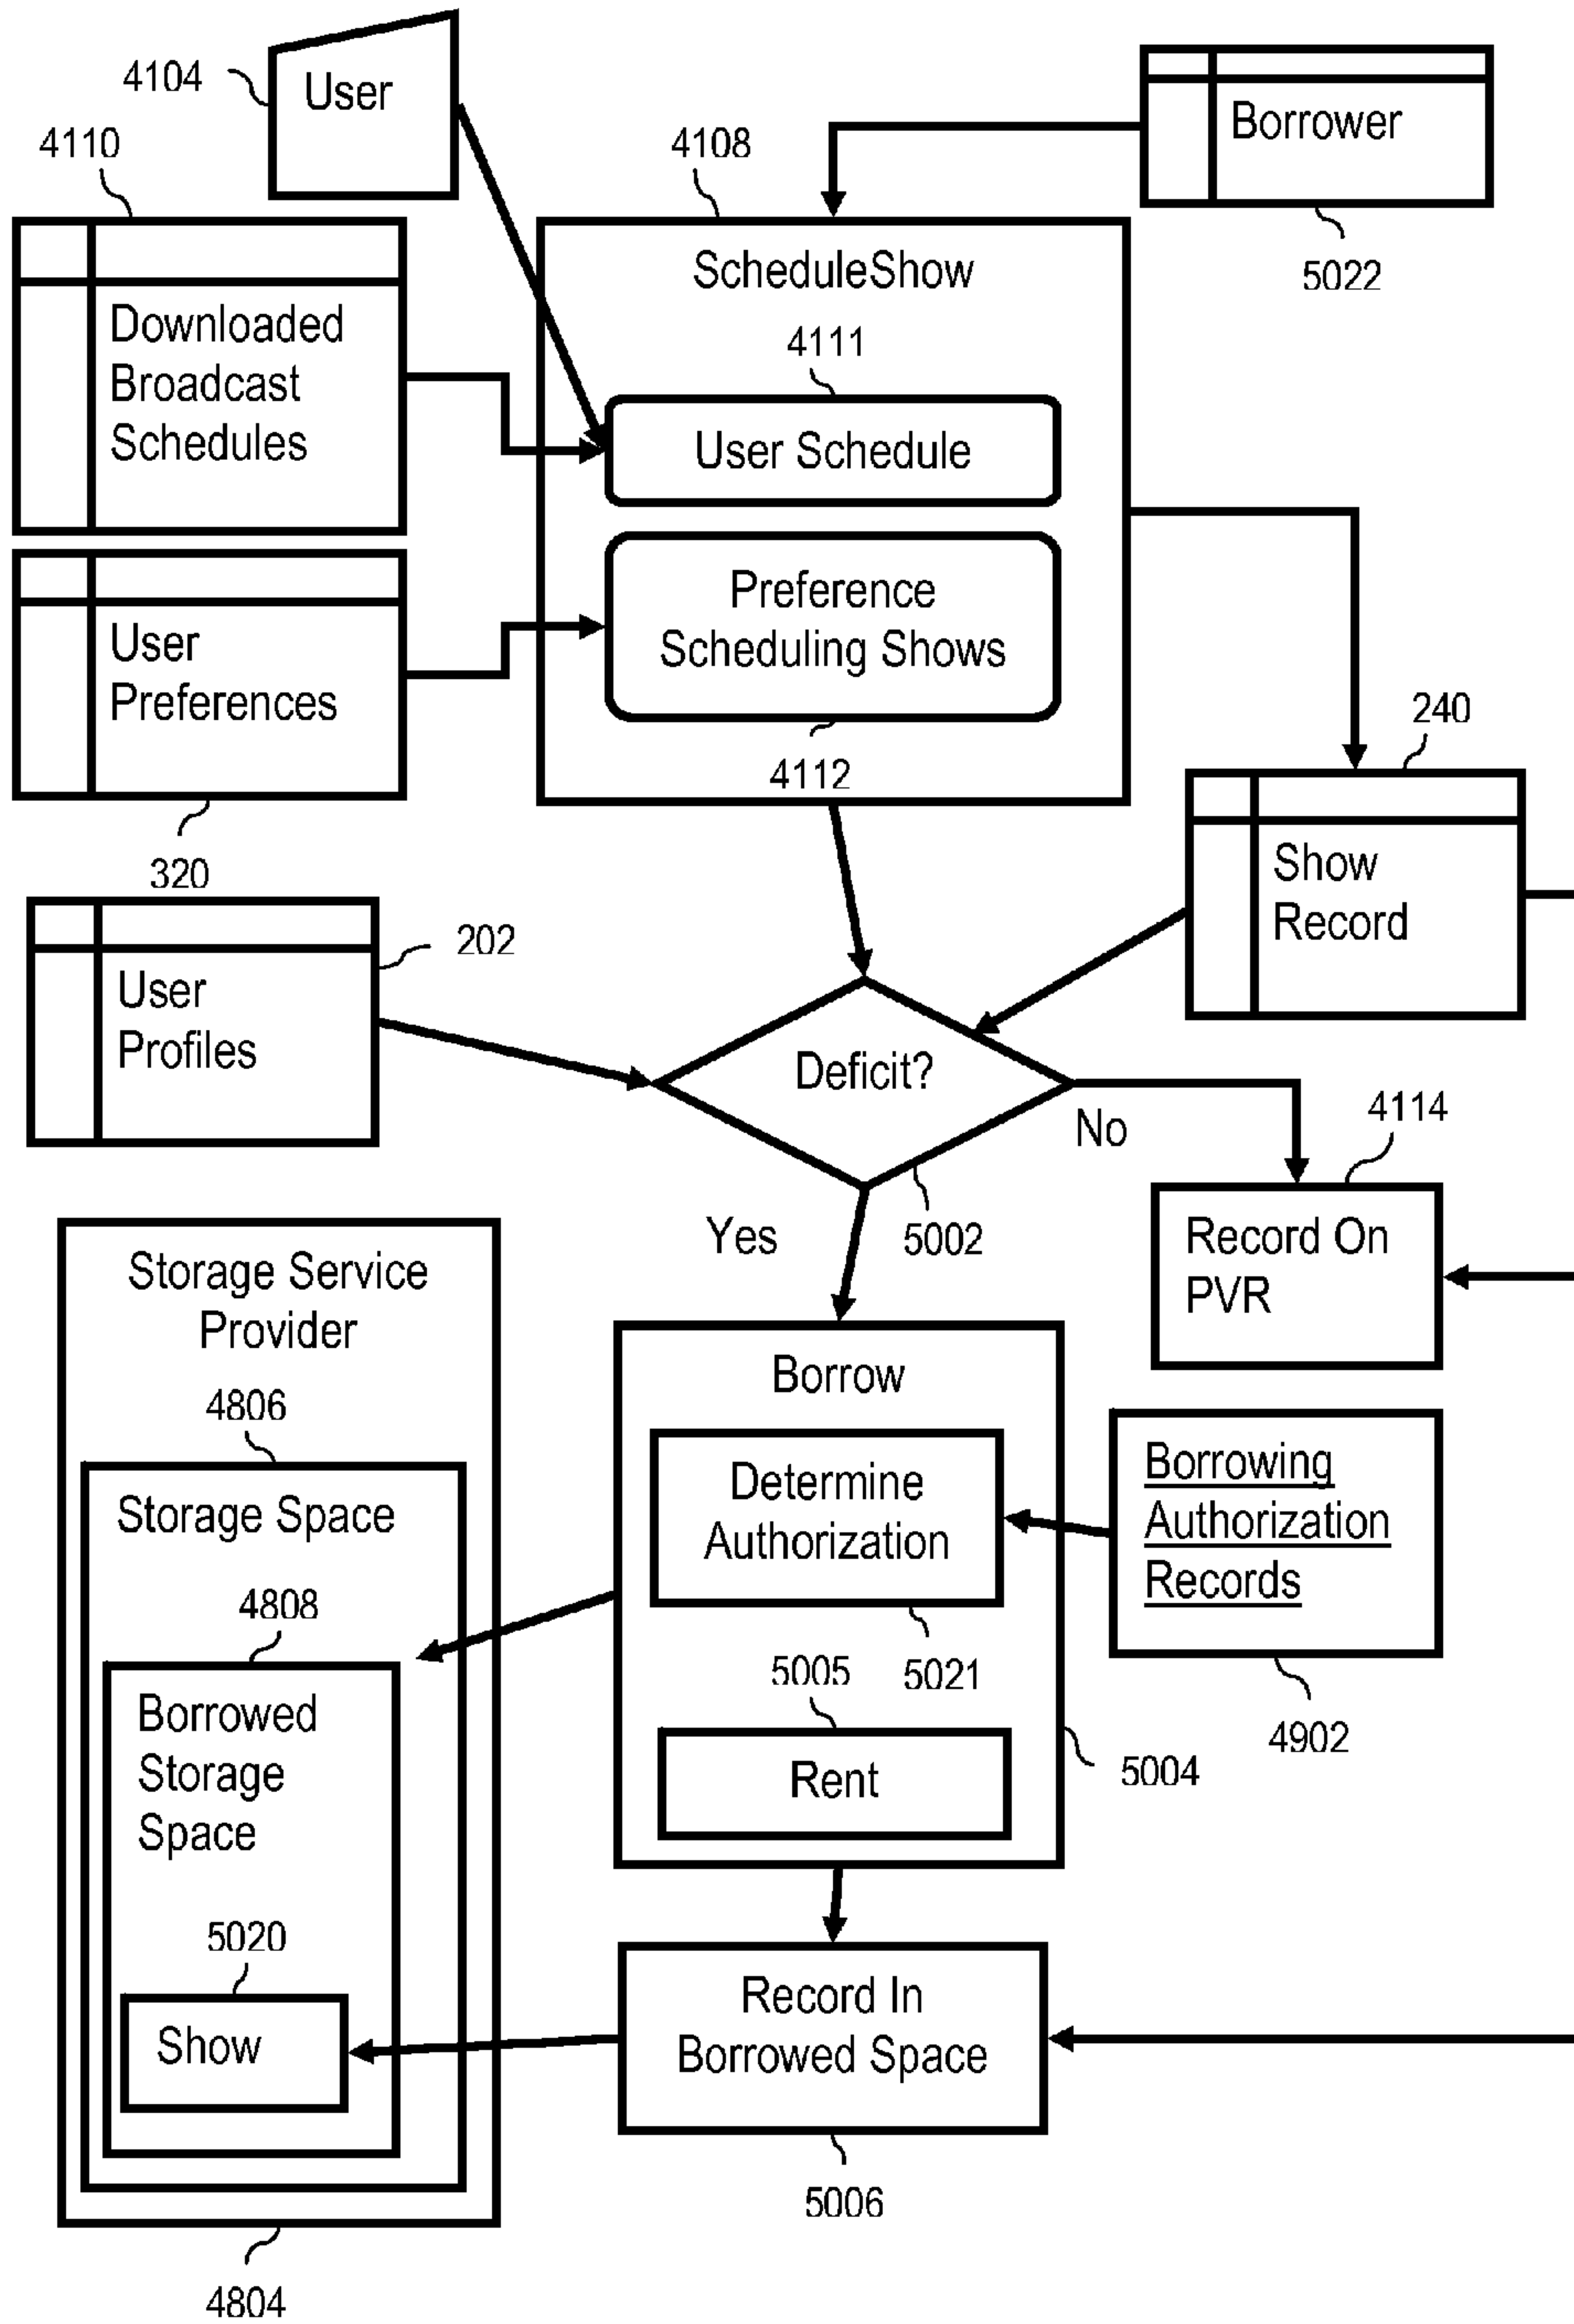 User
4104
Borrower
4110
4108
5022
ScheduleShow
Downloaded
Broadcast
Schedules
4111
User Schedule
Preference
Scheduling Shows
User
Preferences
4112
240
320
Show
Record
202
User
Profiles
Deficit?
No
4114
Yes
5002
Record On
PVR
Storage Service
Provider
Borrow
4806
Storage Space
Determine
Authorization
Borrowing
Authorization
Records
4808
5005
5021
Borrowed
Storage
Space
4902
Rent
5004
5020
Show
Record In
Borrowed Space
5006
4804